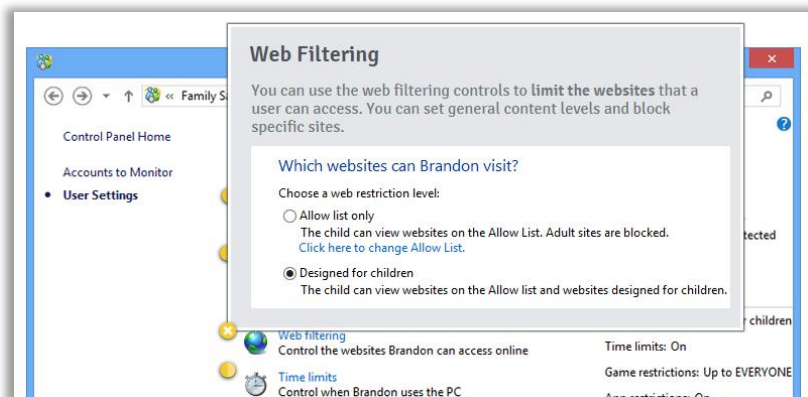 Web Filtering
You can use the web filtering controls to limit the websites that a
user can access. You can set general content levels and block
specific sites.
Which websites can Brandon visit?
Choose a web restriction level:
Allow list only
The child can view websites on the Allow List. Adult sites are blocked.
Click here to change Allow List.
Designed for children
The child can view websites on the Allow list and websites designed for children.
« Family Sa
Control Panel Home
Accounts to Monitor
User Settings
tected
r children
Web filtering
Control the websites Brandon can access online
Time limits: On
Time limits
Control when Brandon uses the PC
Game restrictions: Up to EVERYONE
App restrictions: On